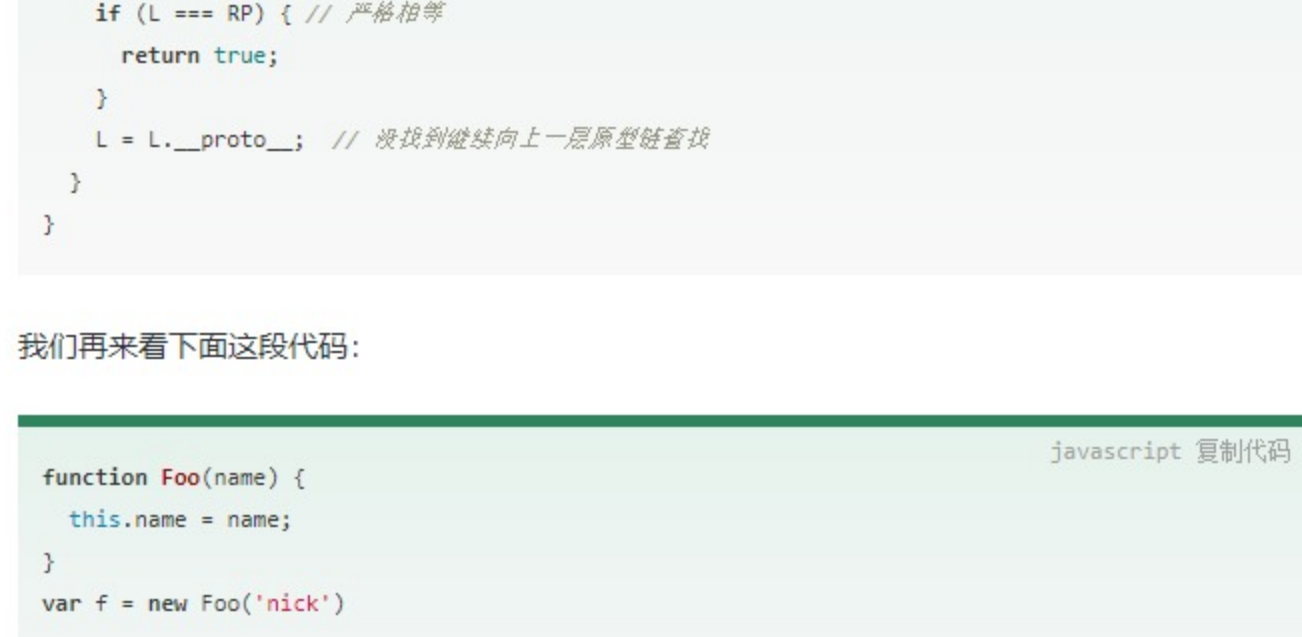 if (L === RP) { // 严格相等
return true;
}
L = L.__proto__;  // 没找到继续向上一层原型链查找
}
}
我们再来看下面这段代码：
javascript 复制代码
function Foo(name) {
this.name = name;
}
var f = new Foo('nick')